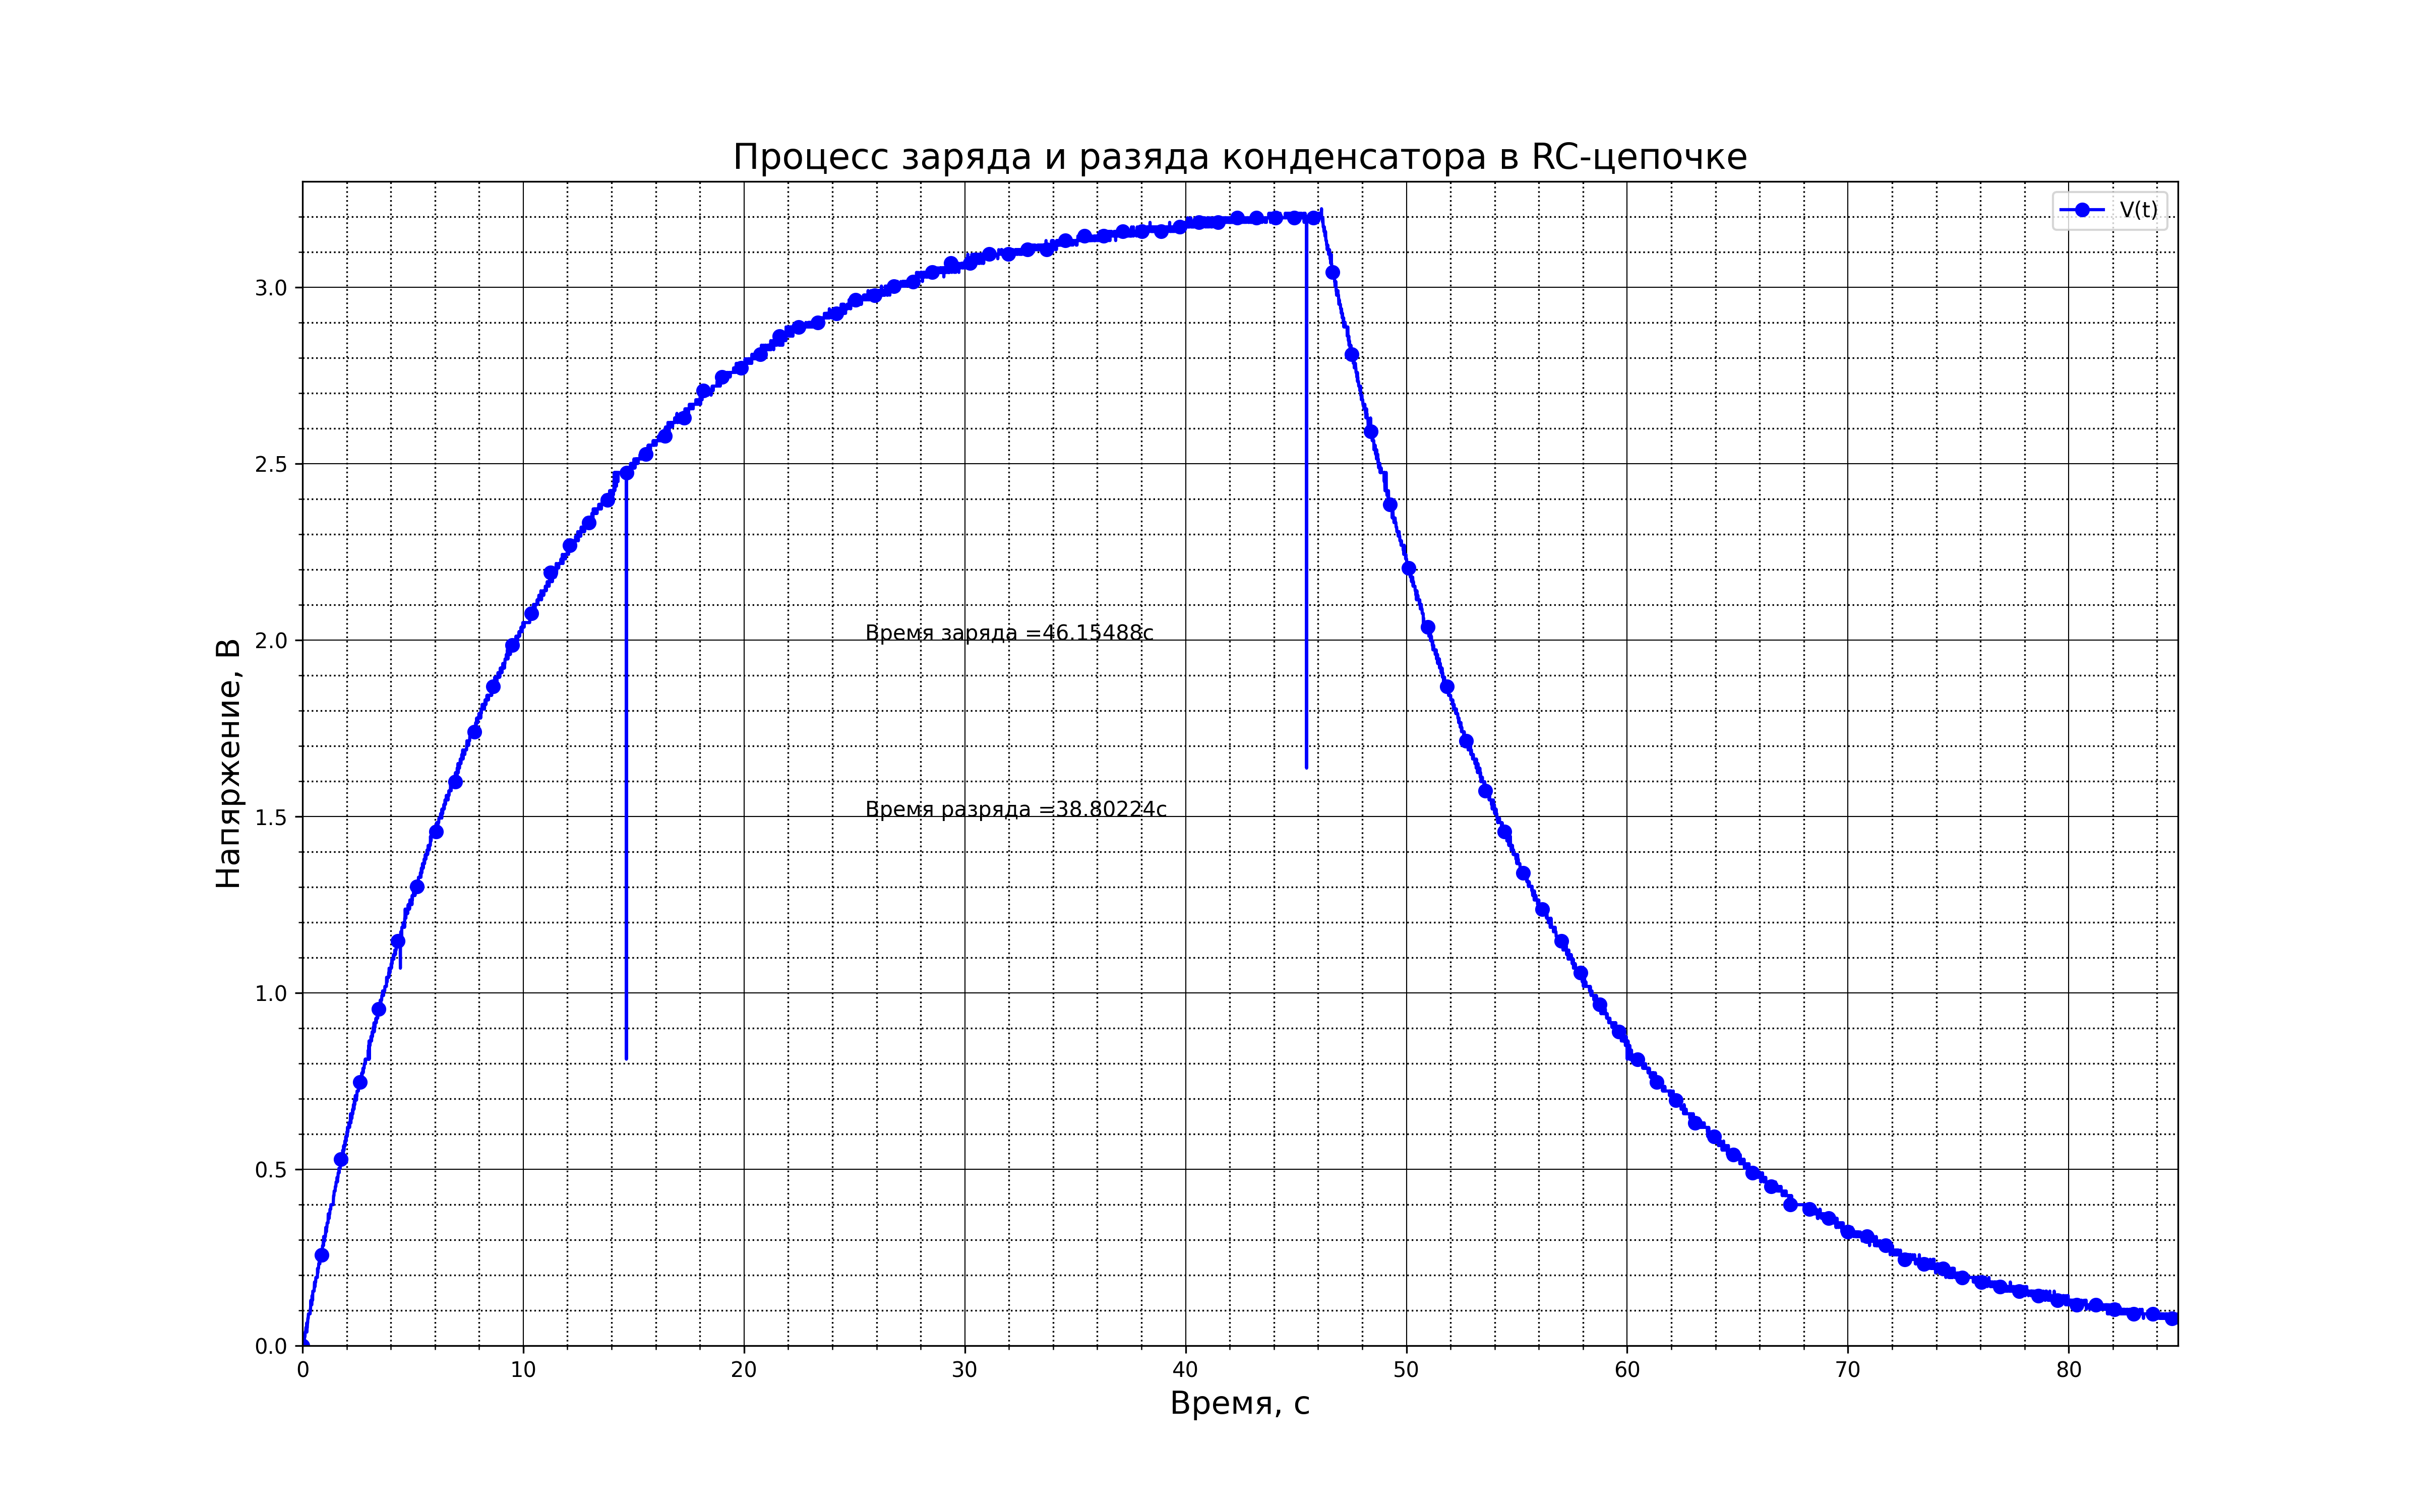 Процесс заряда и разяда конденсатора в RC-цепочке
V(t)
Напяржение, В
3.0
2.5
2.0
1.5
1.0
0.5
0.0
Время заряда =46.15488с
Время разряда =38.80224с
0 10 20 30 40 50 60 70 80
Время, с